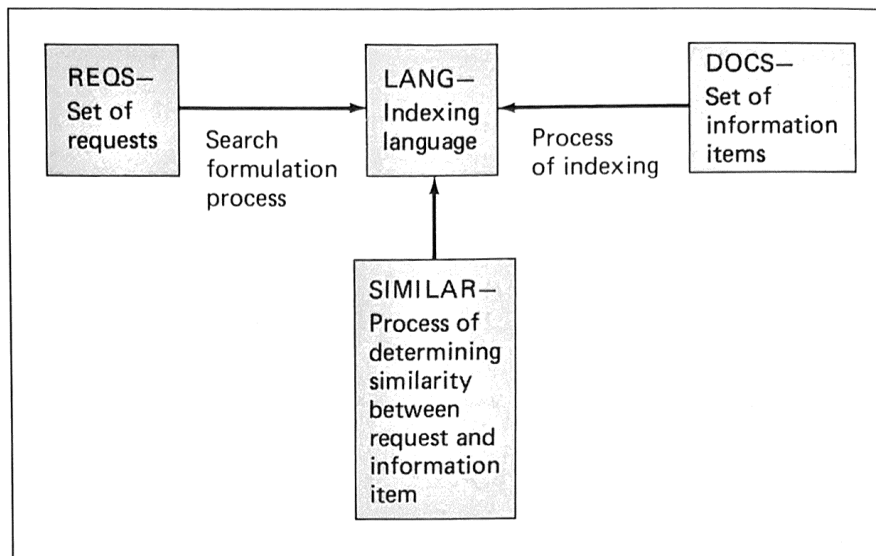 REQS—
Set of
requests
Search
formulation
process
LANG—
Indexing
language
Process
of indexing
DOCS—
Set of
information
items
SIMILAR—
Process of
determining
similarity
between
request and
information
item